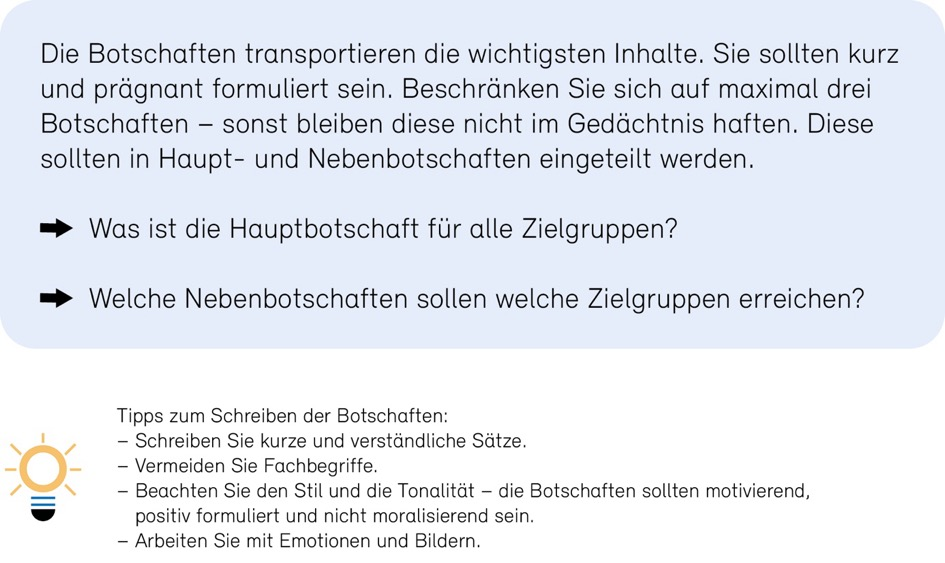 Die Botschaften transportieren die wichtigsten Inhalte. Sie sollten kurz
und prägnant formuliert sein. Beschränken Sie sich auf maximal drei
Botschaften – sonst bleiben diese nicht im Gedächtnis haften. Diese
sollten in Haupt- und Nebenbotschaften eingeteilt werden.
Was ist die Hauptbotschaft für alle Zielgruppen?
Welche Nebenbotschaften sollen welche Zielgruppen erreichen?
Tipps zum Schreiben der Botschaften:
– Schreiben Sie kurze und verständliche Sätze.
– Vermeiden Sie Fachbegriffe.
– Beachten Sie den Stil und die Tonalität – die Botschaften sollten motivierend,
positiv formuliert und nicht moralisierend sein.
– Arbeiten Sie mit Emotionen und Bildern.